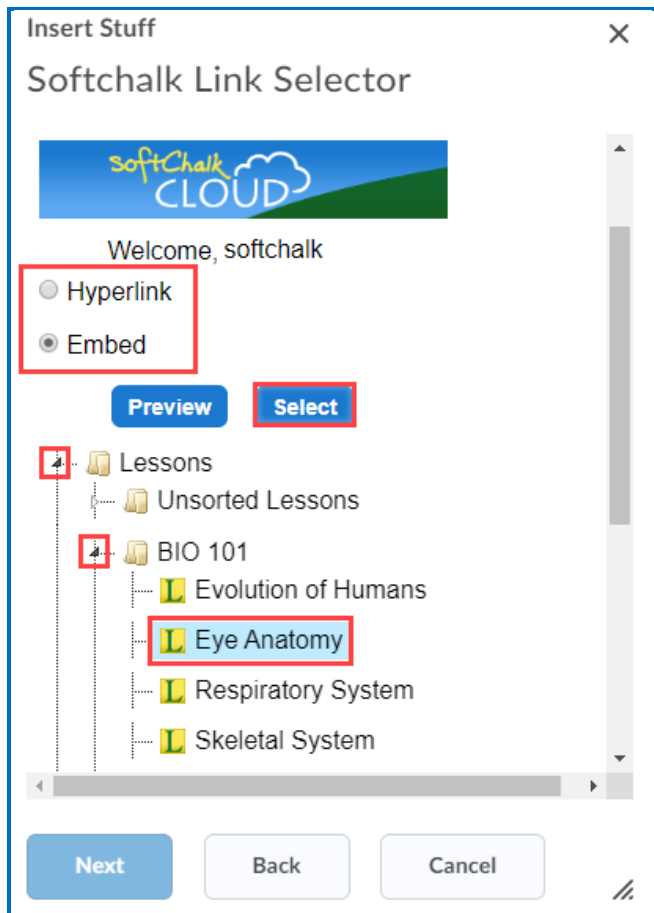 Insert Stuff
Softchalk Link Selector
softChalk
CLOUD
Welcome, softchalk
Hyperlink
Embed
Preview Select
Lessons
Unsorted Lessons
BIO 101
L Evolution of Humans
L Eye Anatomy
L Respiratory System
L Skeletal System
Next Back Cancel